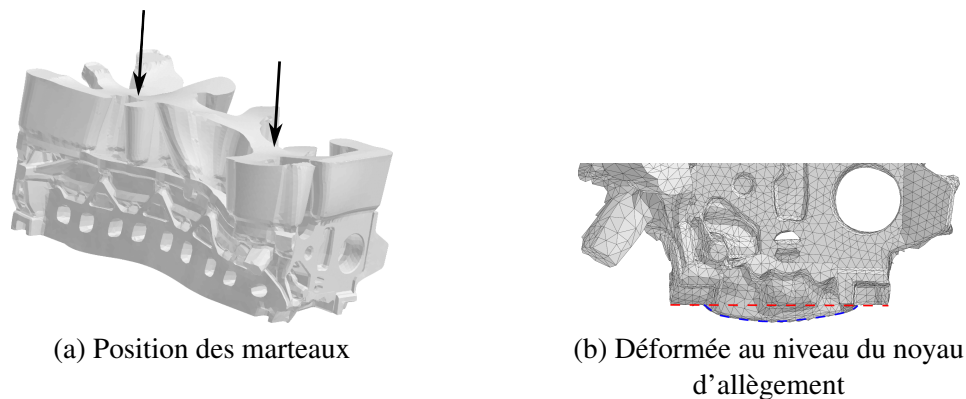 (a) Position des marteaux
(b) Déformée au niveau du noyau
d'allègement